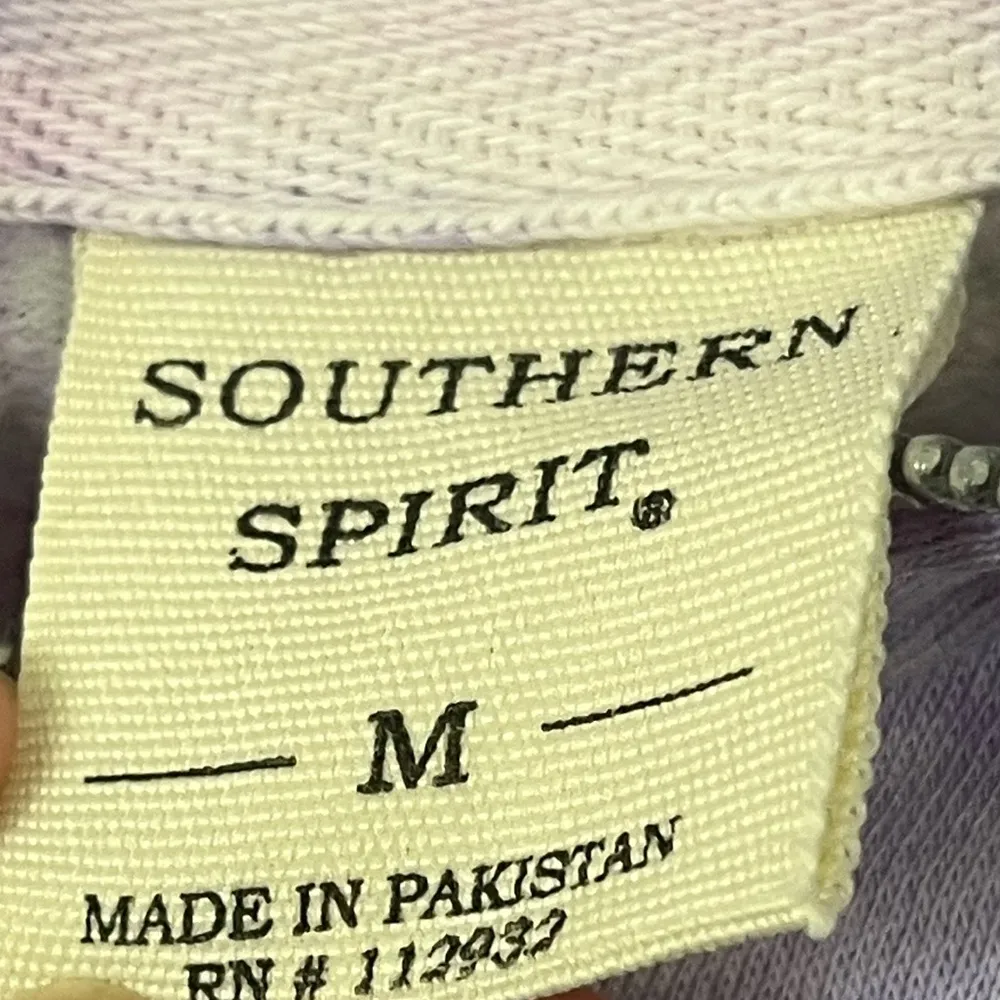 SOUTHERN
SPIRIT®
M
MADE IN PAKISTAN
RN # 112932